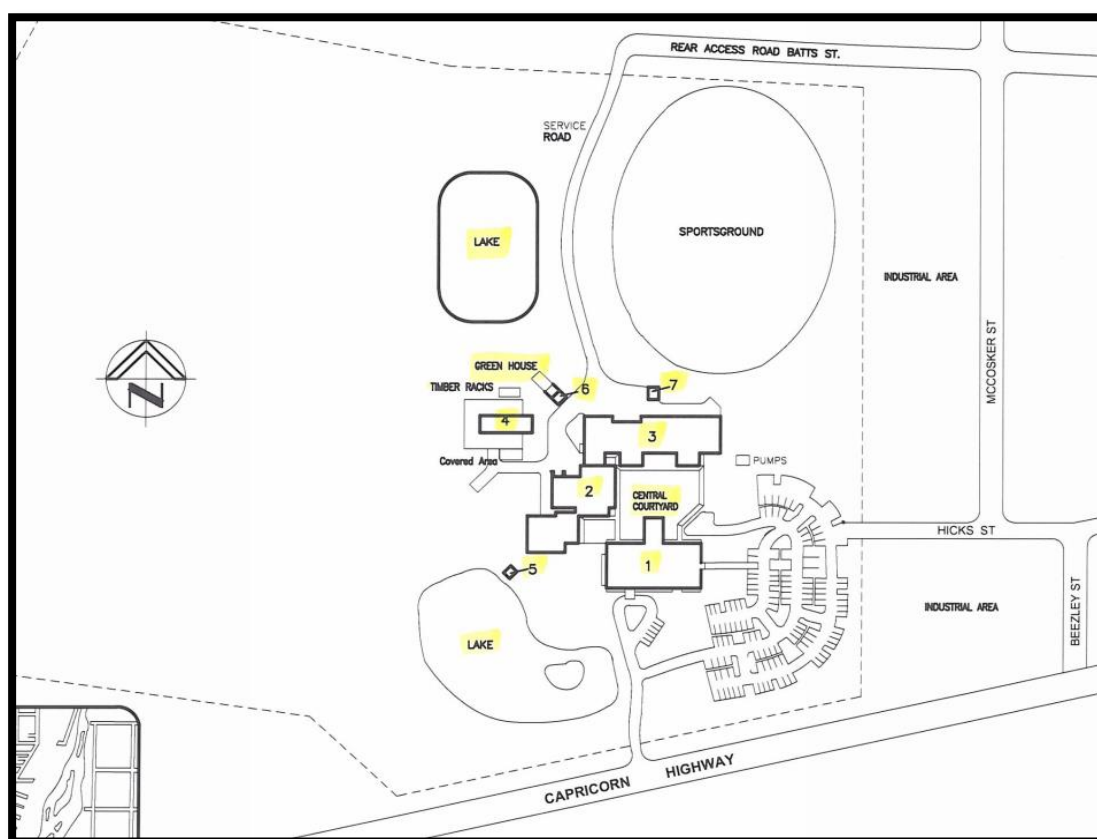 REAR ACCESS ROAD BATTS ST.
SERVICE
ROAD
LAKE
SPORTSGROUND
INDUSTRIAL AREA
MCCOSKER ST
GREEN HOUSE
TIMBER RACKS
6
7
4
3
Covered Area
PUMPS
2
CENTRAL
COURTYARD
HICKS ST
1
5
INDUSTRIAL AREA
BEEZLEY ST
LAKE
CAPRICORN HIGHWAY
N